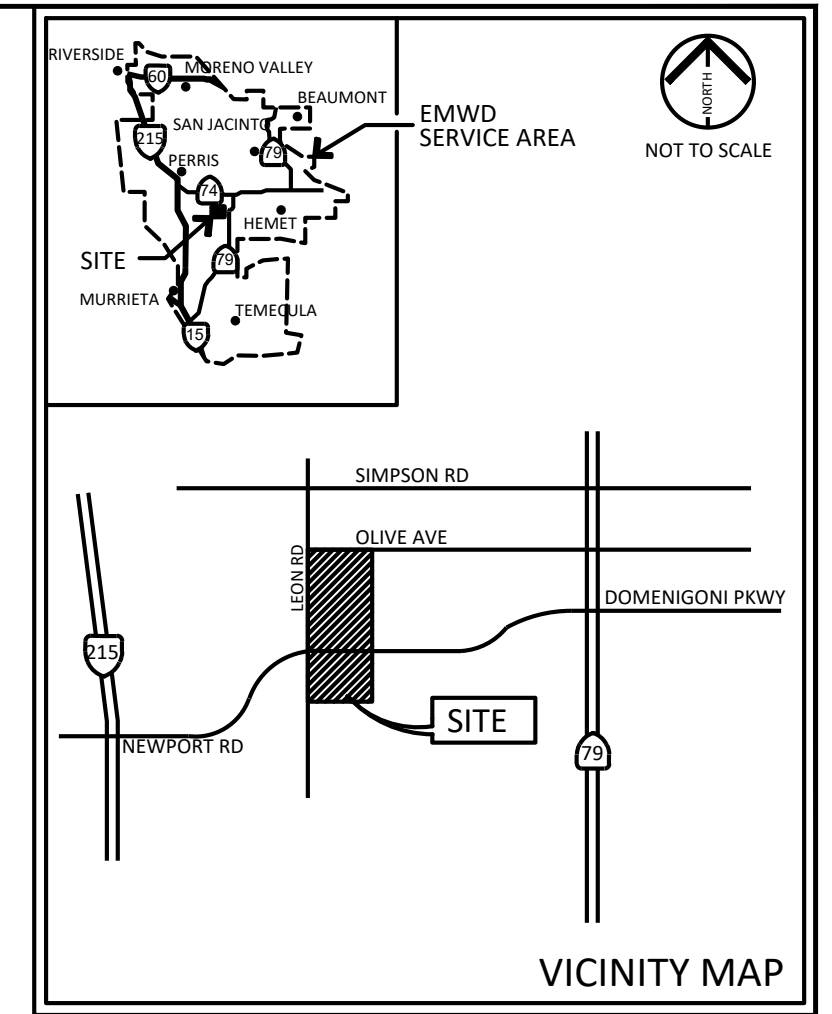 RIVERSIDE
60
MORENO VALLEY
BEAUMONT
SAN JACINTO
215
79
PERRIS
74
HEMET
SITE
79
MURRIETA
TEMECULA
15
EMWD
SERVICE AREA
NORTH
NOT TO SCALE
SIMPSON RD
OLIVE AVE
LEON RD
DOMENIGONI PKWY
215
SITE
NEWPORT RD
79
VICINITY MAP